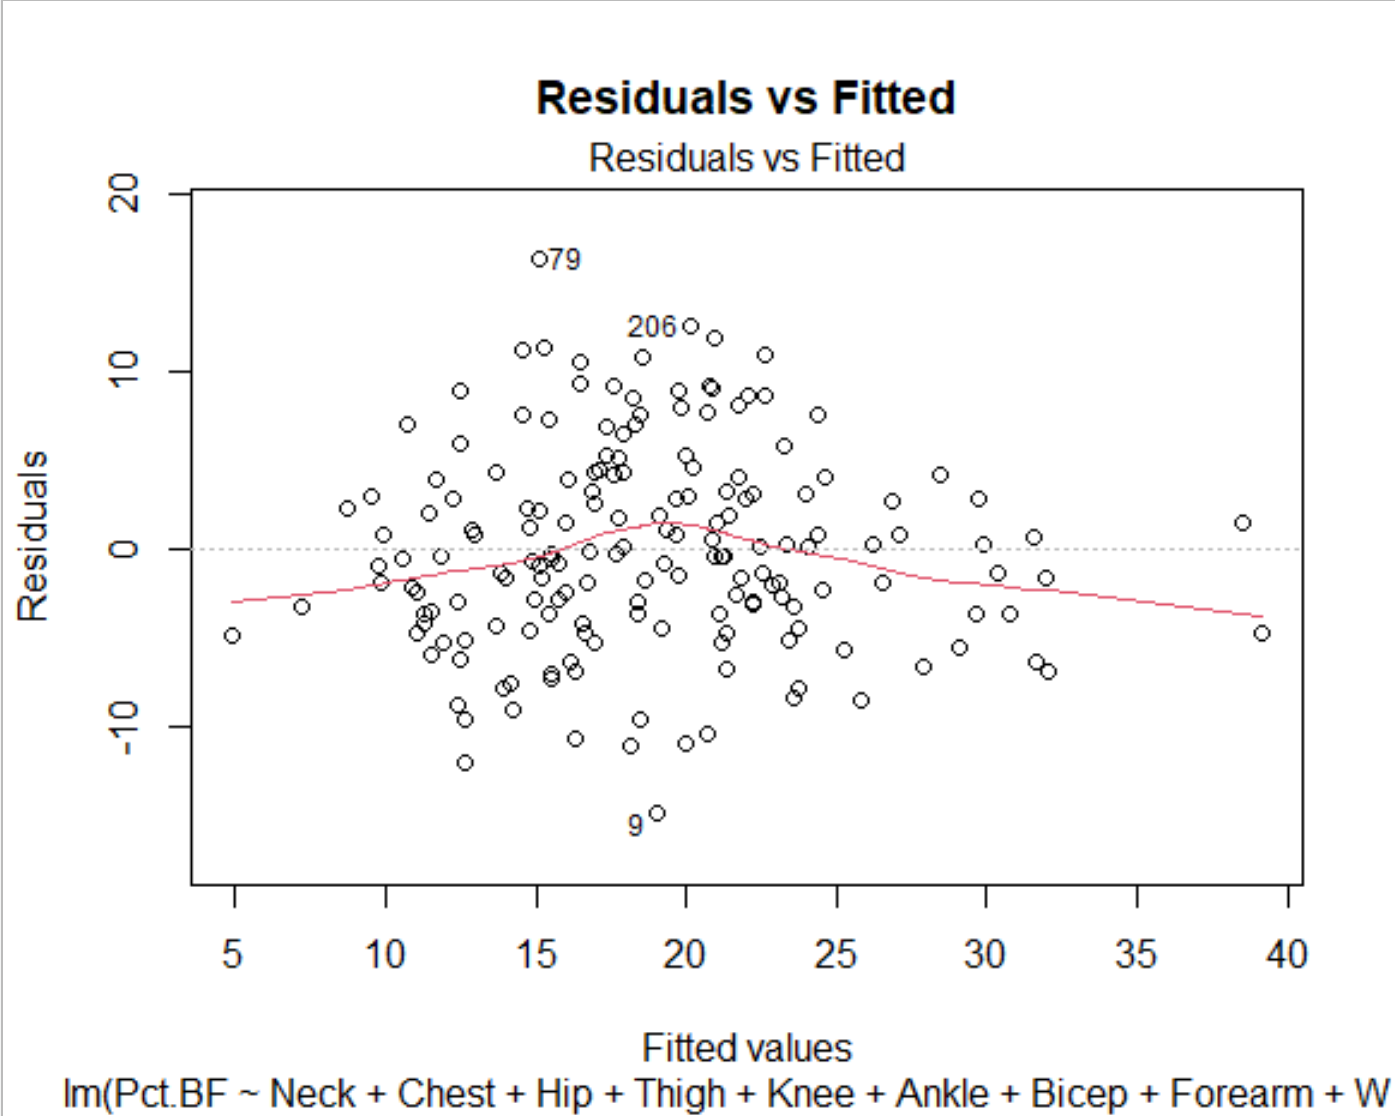 Residuals vs Fitted
Residuals vs Fitted
20
10
0
-10
Residuals
79
206
9
5 10 15 20 25 30 35 40
Fitted values
lm(Pct.BF ~ Neck + Chest + Hip + Thigh + Knee + Ankle + Bicep + Forearm + W